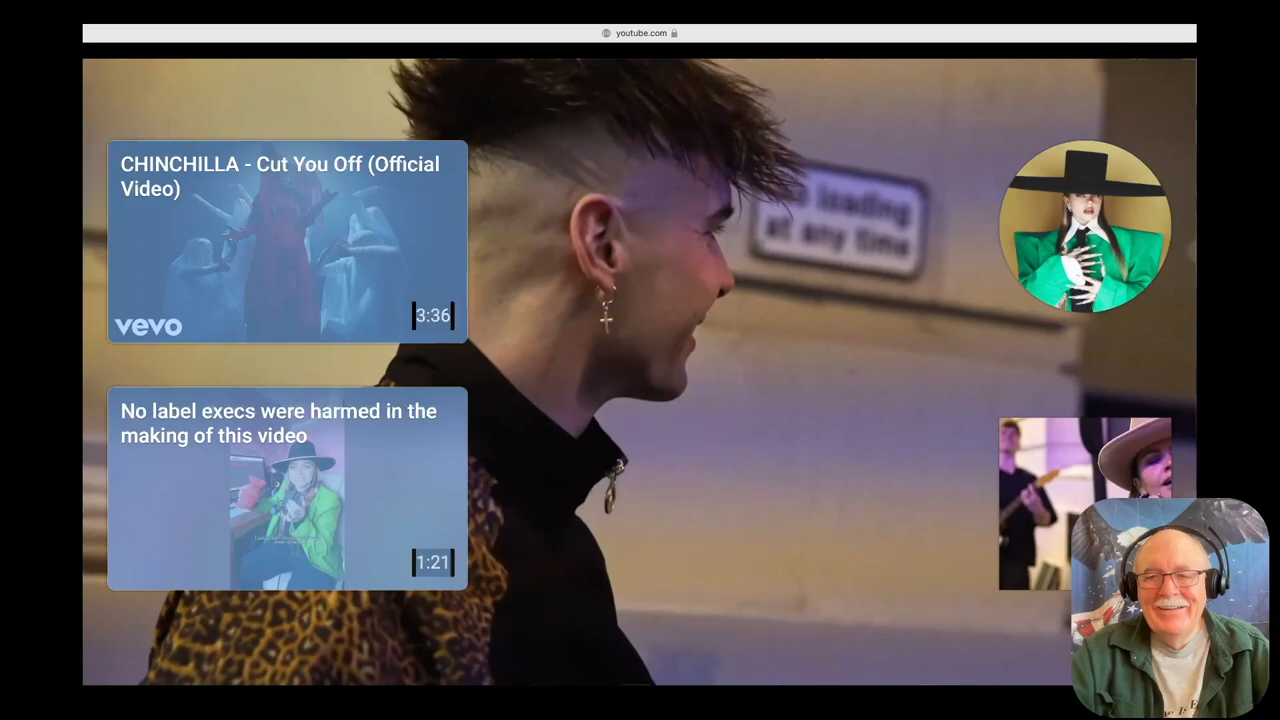 youtube.com
CHINCHILLA - Cut You Off (Official
Video)
loading
at any time
vevo
3:36
No label execs were harmed in the
making of this video
1:21